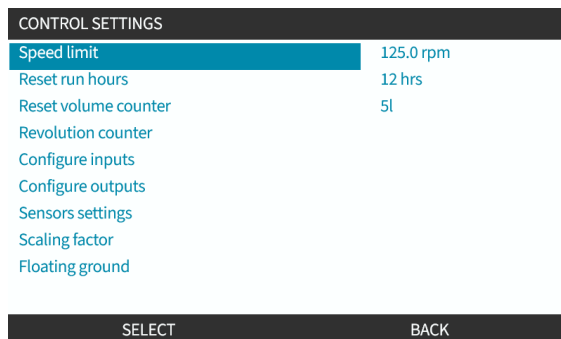 CONTROL SETTINGS
Speed limit 125.0 rpm
Reset run hours 12 hrs
Reset volume counter 5l
Revolution counter
Configure inputs
Configure outputs
Sensors settings
Scaling factor
Floating ground
SELECT BACK